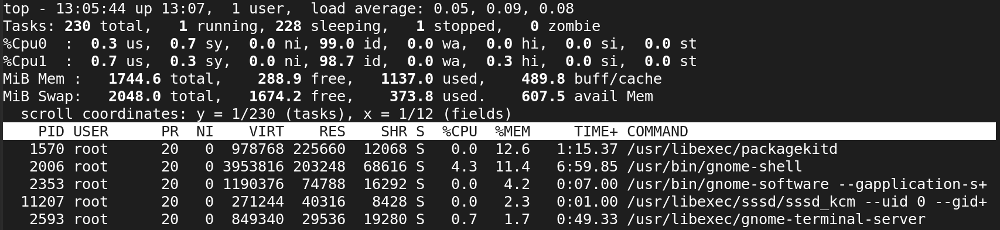 top - 13:05:44 up 13:07,  1 user,  load average: 0.05, 0.09, 0.08
Tasks: 230 total,   1 running, 228 sleeping,   1 stopped,   0 zombie
%Cpu0  :  0.3 us,  0.7 sy,  0.0 ni, 99.0 id,  0.0 wa,  0.0 hi,  0.0 si,  0.0 st
%Cpu1  :  0.7 us,  0.3 sy,  0.0 ni, 98.7 id,  0.0 wa,  0.3 hi,  0.0 si,  0.0 st
MiB Mem :   1744.6 total,    288.9 free,   1137.0 used,    489.8 buff/cache
MiB Swap:   2048.0 total,   1674.2 free,    373.8 used.    607.5 avail Mem
  scroll coordinates: y = 1/230 (tasks), x = 1/12 (fields)
    PID USER      PR  NI    VIRT    RES    SHR S  %CPU  %MEM     TIME+ COMMAND
   1570 root      20   0  978768 225660  12068 S   0.0  12.6   1:15.37 /usr/libexec/packagekitd
   2006 root      20   0 3953816 203248  68616 S   4.3  11.4   6:59.85 /usr/bin/gnome-shell
   2353 root      20   0 1190376  74788  16292 S   0.0   4.2   0:07.00 /usr/bin/gnome-software --gapplication-s+
  11207 root      20   0  271244  40316   8428 S   0.0   2.3   0:01.00 /usr/libexec/sssd/sssd_kcm --uid 0 --gid+
   2593 root      20   0  849340  29536  19280 S   0.7   1.7   0:49.33 /usr/libexec/gnome-terminal-server